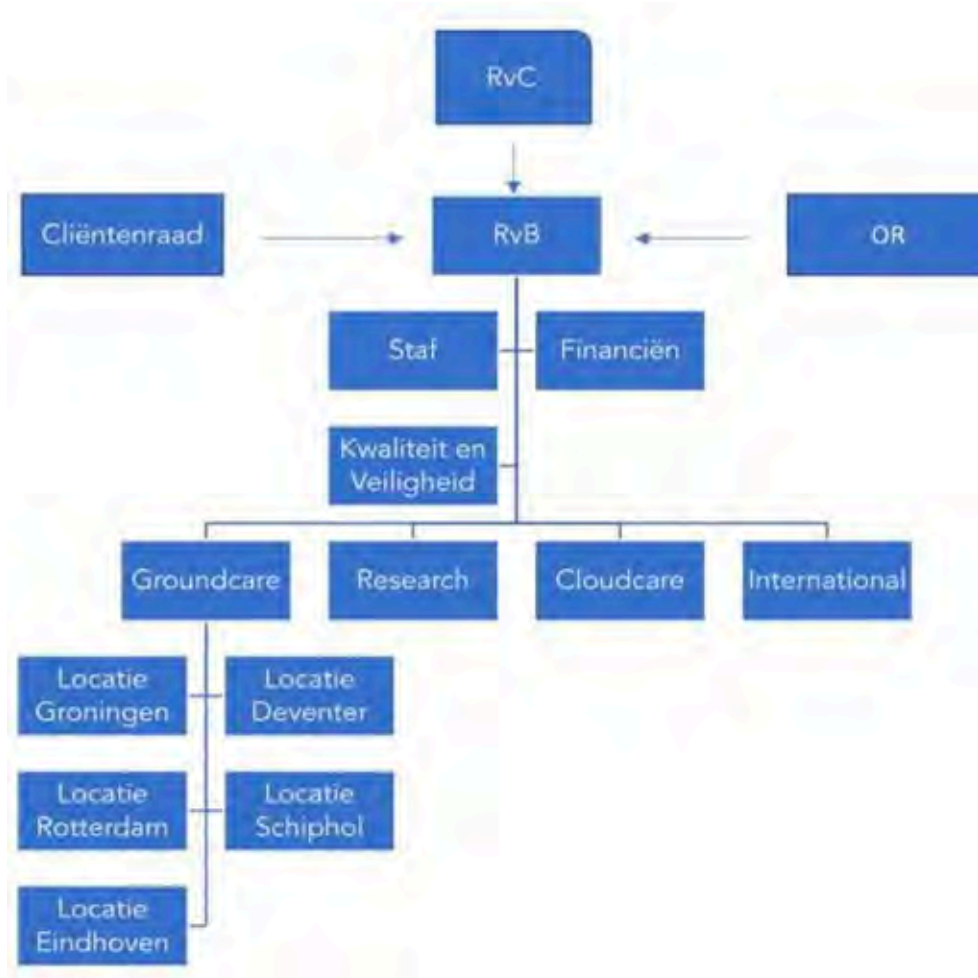 RvC
Cliëntenraad
RvB
OR
Staf
Financiën
Kwaliteit en
Veiligheid
Groundcare
Research
Cloudcare
International
Locatie
Groningen
Locatie
Deventer
Locatie
Rotterdam
Locatie
Schiphol
Locatie
Eindhoven